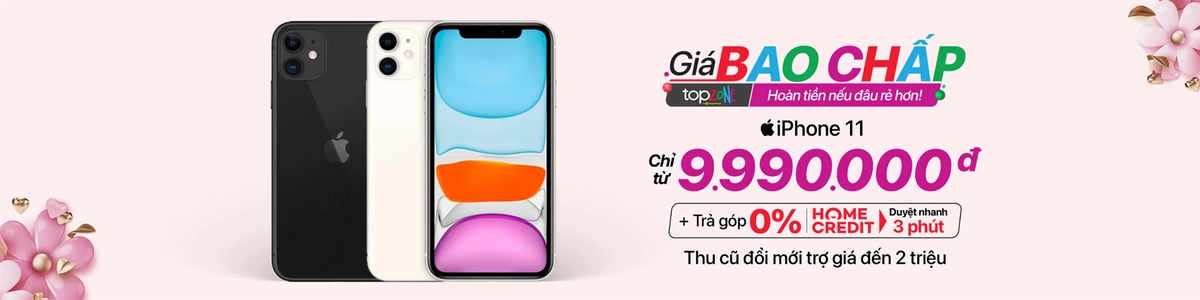 Giá BAO CHẤP
topzone Hoàn tiền nếu đâu rẻ hơn!
iPhone 11
Chỉ từ 9.990.000đ
+ Trả góp 0% HOME CREDIT Duyệt nhanh 3 phút
Thu cũ đổi mới trợ giá đến 2 triệu